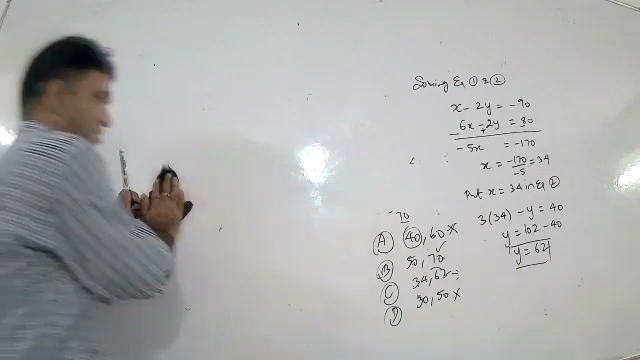 Solving Eq ① & ②
x - 2y = -90
6x - 2y = 80
- +
-5x = -170
x = -170/-5 = 34
Put x = 34 in Eq ②
3(34) - y = 40
y = 102 - 40
y = 62
70
Ⓐ 40, 60 ×
Ⓑ 50, 70 ✓
Ⓒ 34, 62
Ⓓ 30, 50 ×